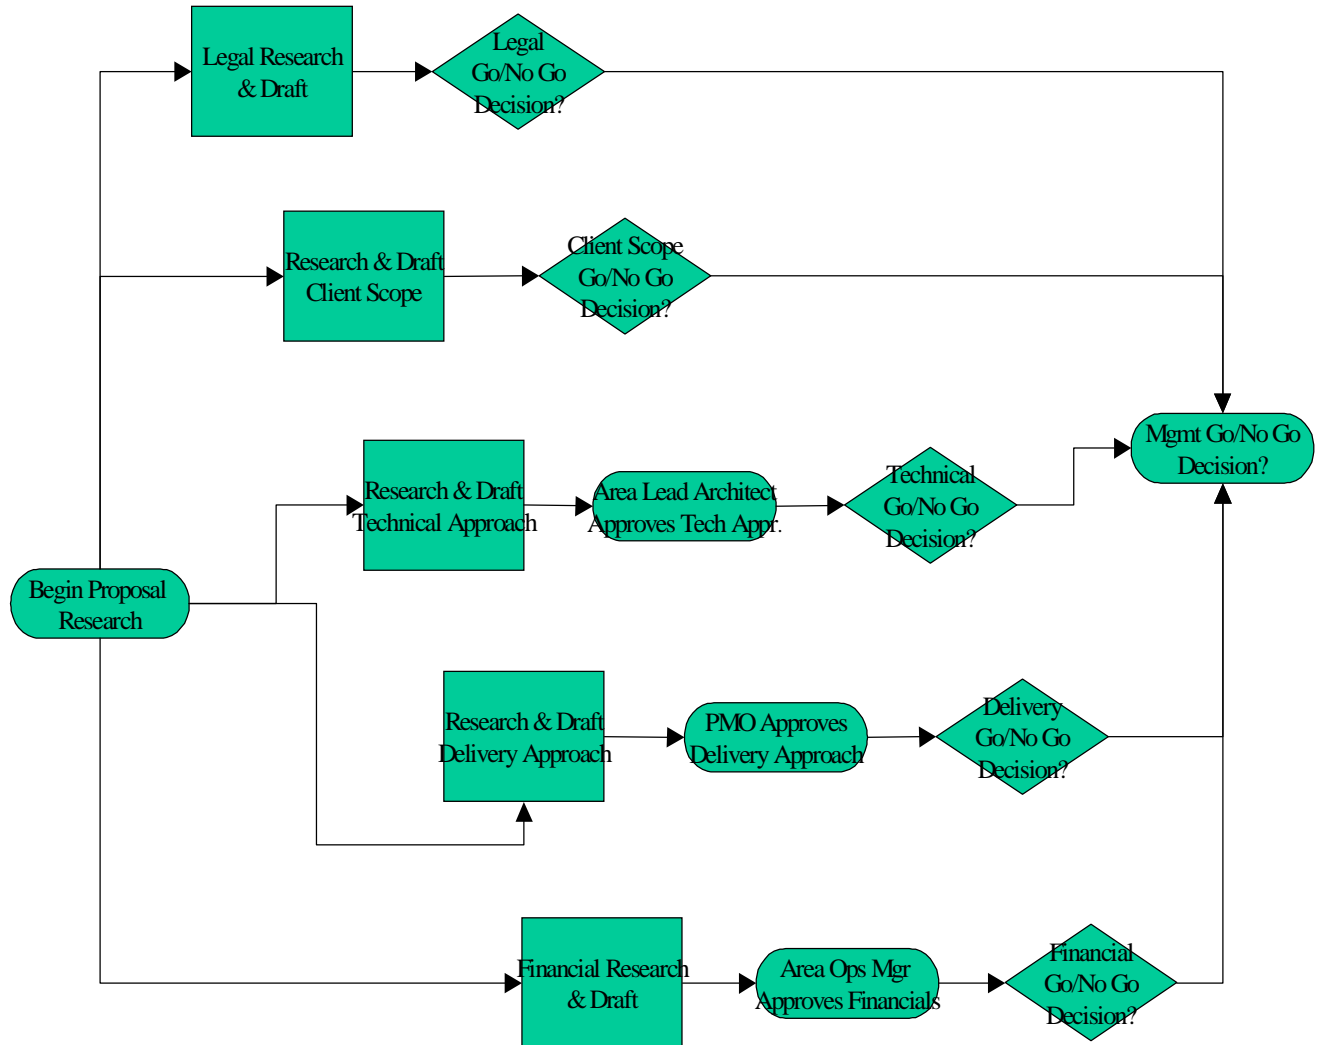 Legal Research
& Draft
Legal
Go/No Go
Decision?
Research & Draft
Client Scope
Client Scope
Go/No Go
Decision?
Research & Draft
Technical Approach
Area Lead Architect
Approves Tech Appr.
Technical
Go/No Go
Decision?
Mgmt Go/No Go
Decision?
Begin Proposal
Research
Research & Draft
Delivery Approach
PMO Approves
Delivery Approach
Delivery
Go/No Go
Decision?
Financial Research
& Draft
Area Ops Mgr
Approves Financials
Financial
Go/No Go
Decision?